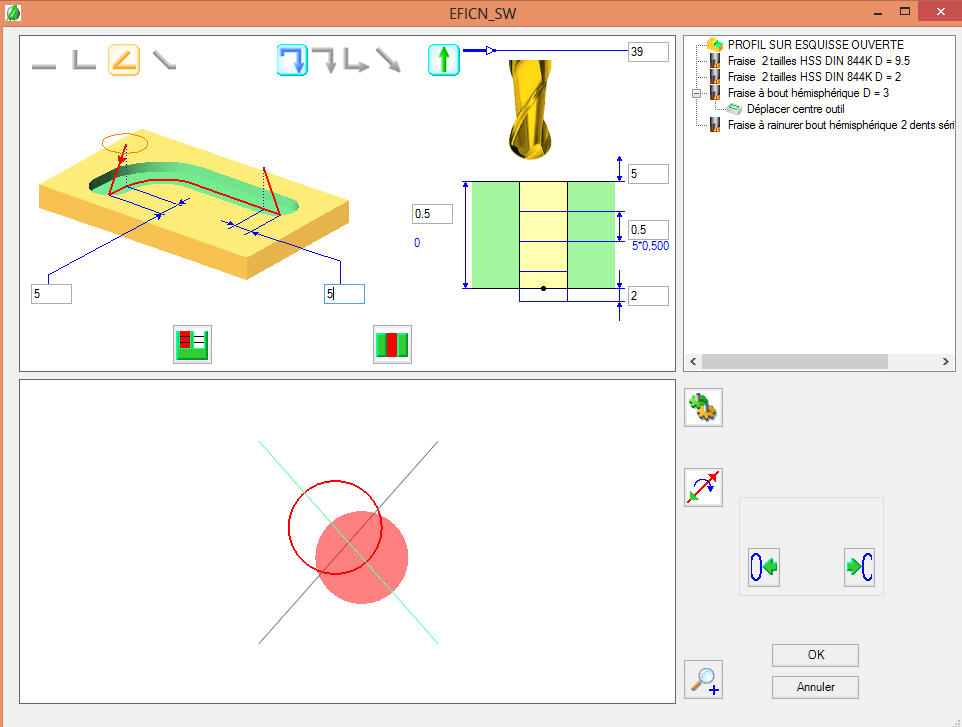 EFICN_SW
39
5
0.5
0
0.5
5*0,500
2
5
5
PROFIL SUR ESQUISSE OUVERTE
Fraise 2 tailles HSS DIN 844K D = 9.5
Fraise 2 tailles HSS DIN 844K D = 2
Fraise à bout hémisphérique D = 3
Déplacer centre outil
Fraise à rainurer bout hémisphérique 2 dents séri
OK
Annuler